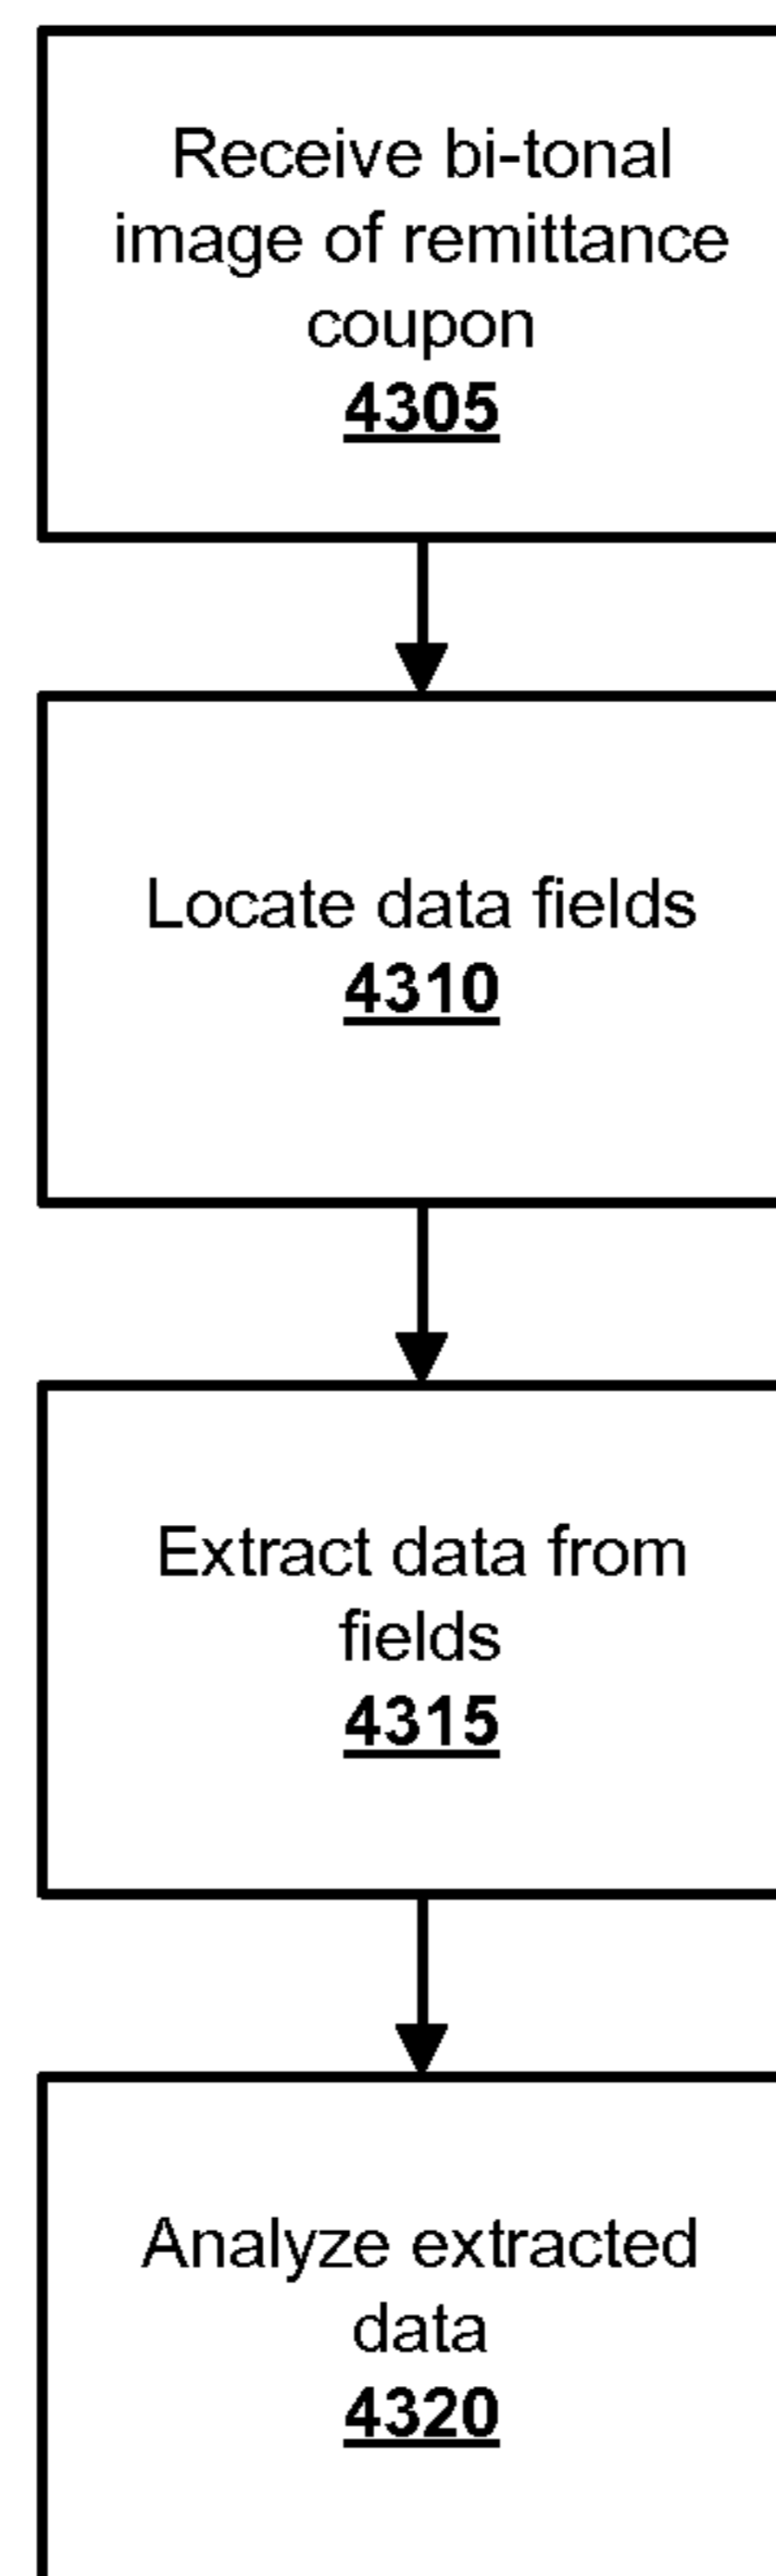 Receive bi-tonal
image of remittance
coupon
4305
Locate data fields
4310
Extract data from
fields
4315
Analyze extracted
data
4320